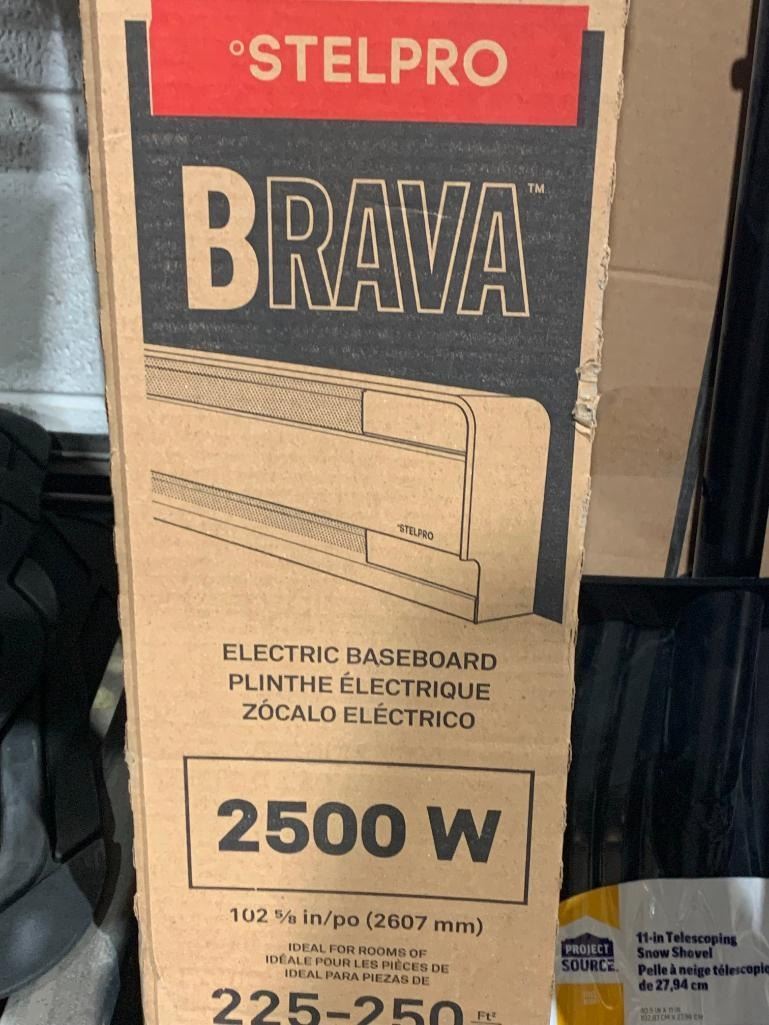 °STELPRO
BRAVA™
°STELPRO
ELECTRIC BASEBOARD
PLINTHE ÉLECTRIQUE
ZÓCALO ELÉCTRICO
2500 W
102 ⅝ in/po (2607 mm)
IDEAL FOR ROOMS OF
IDÉALE POUR LES PIÈCES DE
IDEAL PARA PIEZAS DE
225-250 Ft²
PROJECT
SOURCE
11-in Telescoping
Snow Shovel
Pelle à neige télescopique
de 27,94 cm